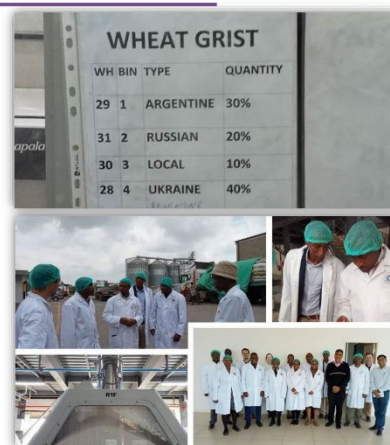 WHEAT GRIST
WH BIN TYPE QUANTITY
29 1 ARGENTINE 30%
31 2 RUSSIAN 20%
30 3 LOCAL 10%
28 4 UKRAINE 40%
apala